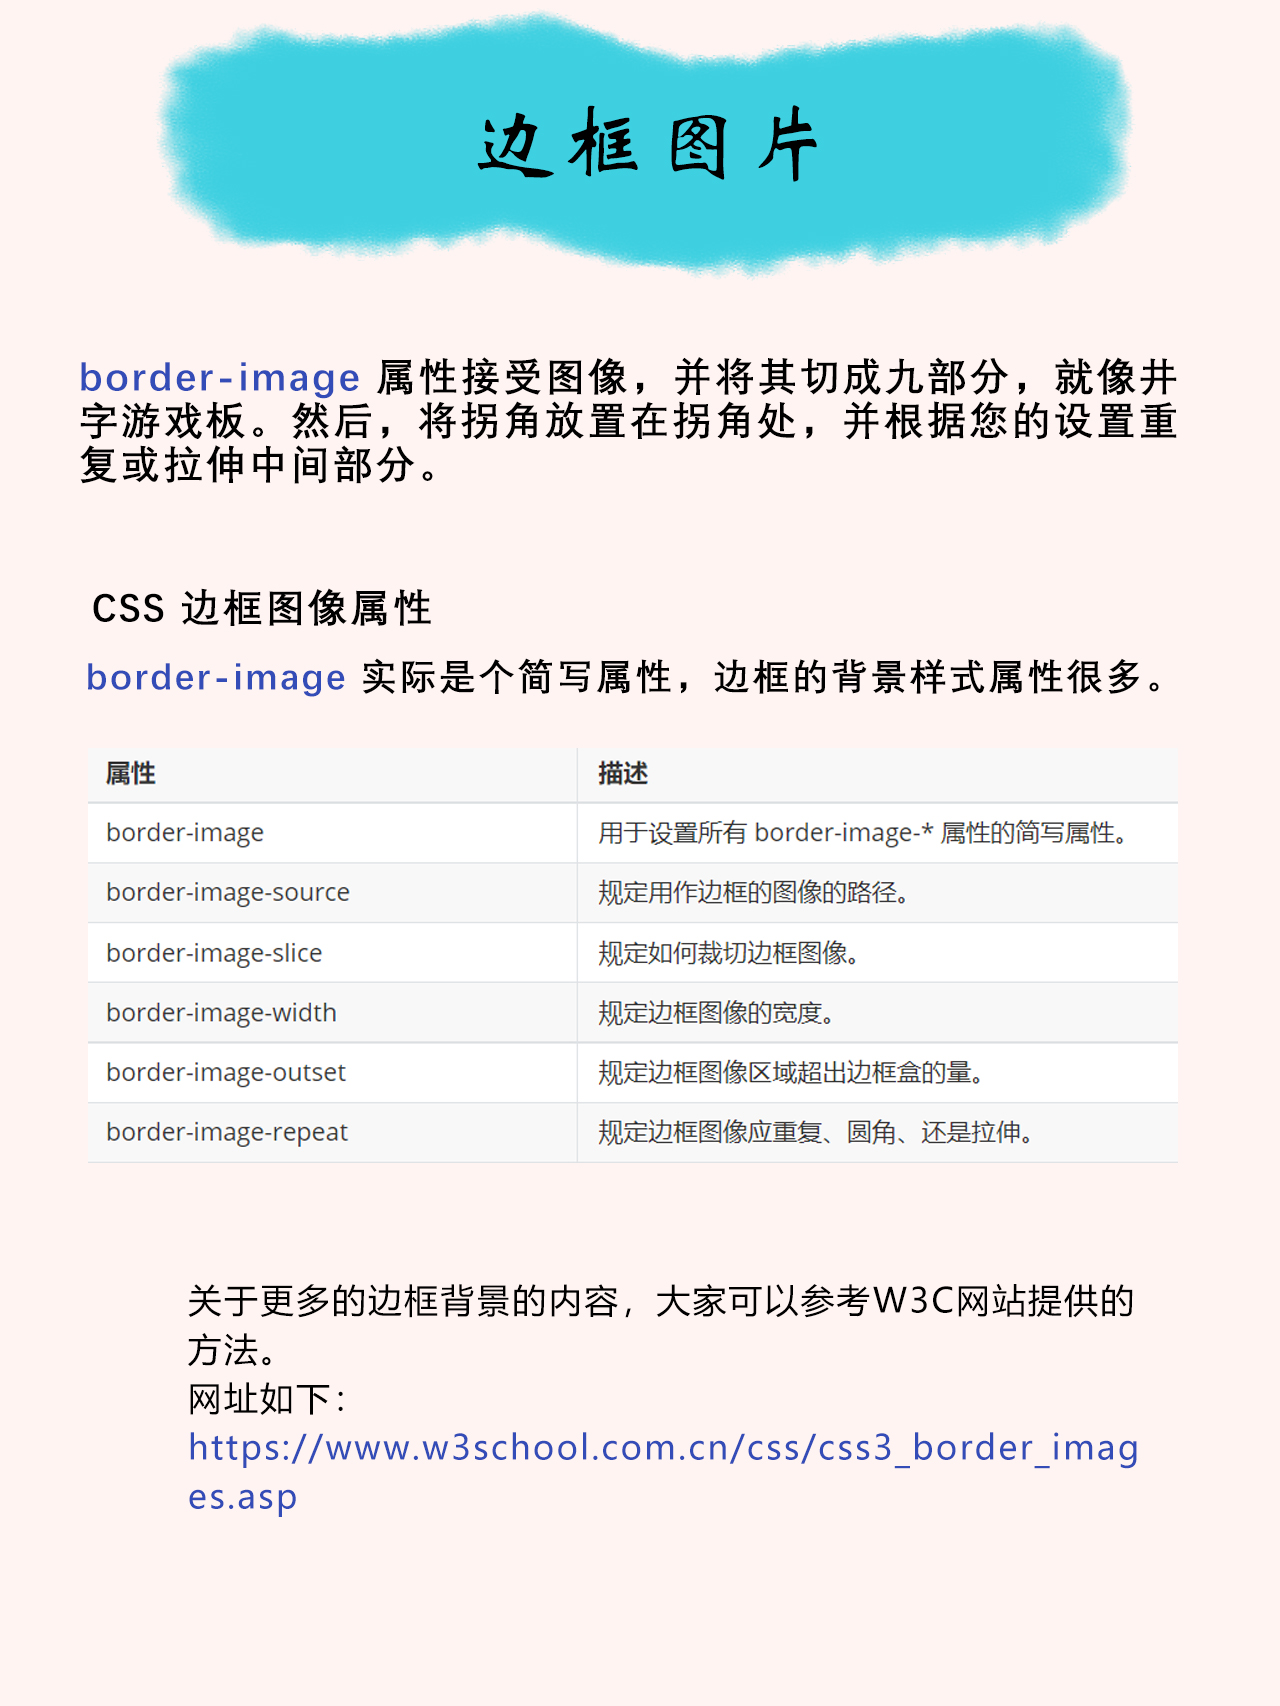 边框图片
border-image 属性接受图像，并将其切成九部分，就像井
字游戏板。然后，将拐角放置在拐角处，并根据您的设置重
复或拉伸中间部分。
CSS 边框图像属性
border-image 实际是个简写属性，边框的背景样式属性很多。
属性 描述
border-image 用于设置所有 border-image-* 属性的简写属性。
border-image-source 规定用作边框的图像的路径。
border-image-slice 规定如何裁切边框图像。
border-image-width 规定边框图像的宽度。
border-image-outset 规定边框图像区域超出边框盒的量。
border-image-repeat 规定边框图像应重复、圆角、还是拉伸。
关于更多的边框背景的内容，大家可以参考W3C网站提供的
方法。
网址如下：
https://www.w3school.com.cn/css/css3_border_imag
es.asp